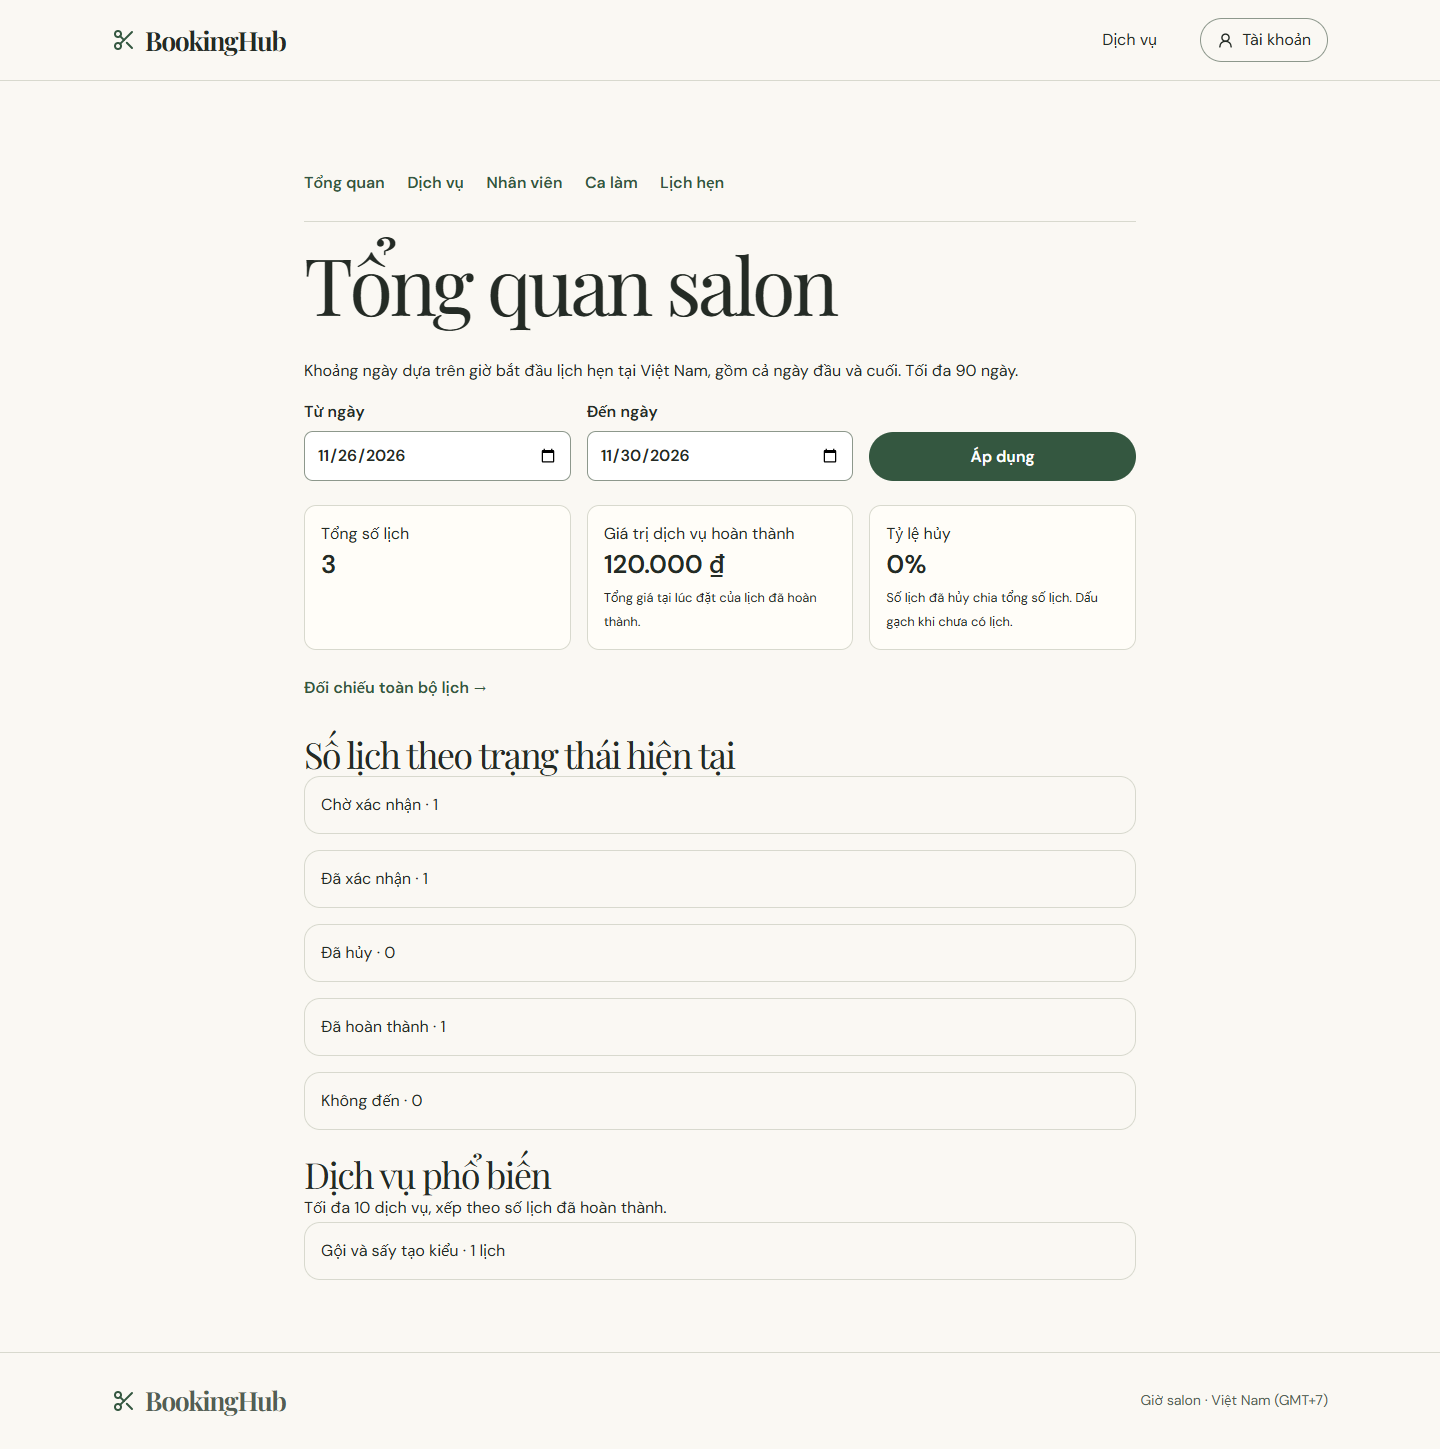 BookingHub
Dịch vụ
Tài khoản
Tổng quan
Dịch vụ
Nhân viên
Ca làm
Lịch hẹn
Tổng quan salon
Khoảng ngày dựa trên giờ bắt đầu lịch hẹn tại Việt Nam, gồm cả ngày đầu và cuối. Tối đa 90 ngày.
Từ ngày
Đến ngày
11/26/2026
11/30/2026
Áp dụng
Tổng số lịch
3
Giá trị dịch vụ hoàn thành
120.000 ₫
Tổng giá tại lúc đặt của lịch đã hoàn
thành.
Tỷ lệ hủy
0%
Số lịch đã hủy chia tổng số lịch. Dấu
gạch khi chưa có lịch.
Đối chiếu toàn bộ lịch →
Số lịch theo trạng thái hiện tại
Chờ xác nhận · 1
Đã xác nhận · 1
Đã hủy · 0
Đã hoàn thành · 1
Không đến · 0
Dịch vụ phổ biến
Tối đa 10 dịch vụ, xếp theo số lịch đã hoàn thành.
Gội và sấy tạo kiểu · 1 lịch
BookingHub
Giờ salon · Việt Nam (GMT+7)